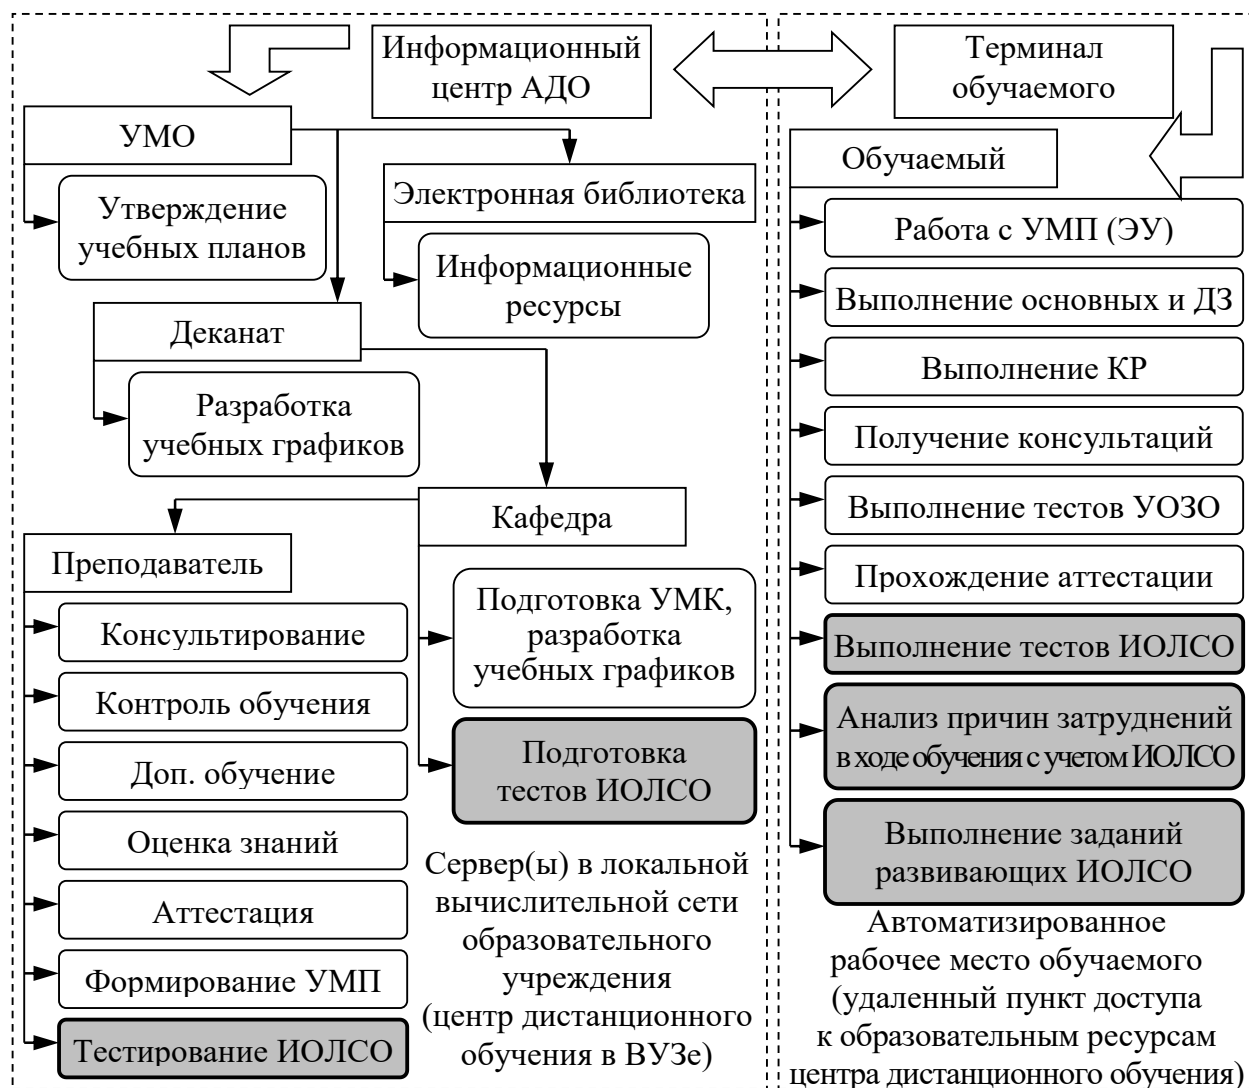 Информационный
центр АДО
УМО
Утверждение
учебных планов
Электронная библиотека
Информационные
ресурсы
Деканат
Разработка
учебных графиков
Кафедра
Подготовка УМК,
разработка
учебных графиков
Подготовка
тестов ИОЛСО
Преподаватель
Консультирование
Контроль обучения
Доп. обучение
Оценка знаний
Аттестация
Формирование УМП
Тестирование ИОЛСО
Сервер(ы) в локальной
вычислительной сети
образовательного
учреждения
(центр дистанционного
обучения в ВУЗе)
Терминал
обучаемого
Обучаемый
Работа с УМП (ЭУ)
Выполнение основных и ДЗ
Выполнение КР
Получение консультаций
Выполнение тестов УОЗО
Прохождение аттестации
Выполнение тестов ИОЛСО
Анализ причин затруднений
в ходе обучения с учетом ИОЛСО
Выполнение заданий
развивающих ИОЛСО
Автоматизированное
рабочее место обучаемого
(удаленный пункт доступа
к образовательным ресурсам
центра дистанционного обучения)